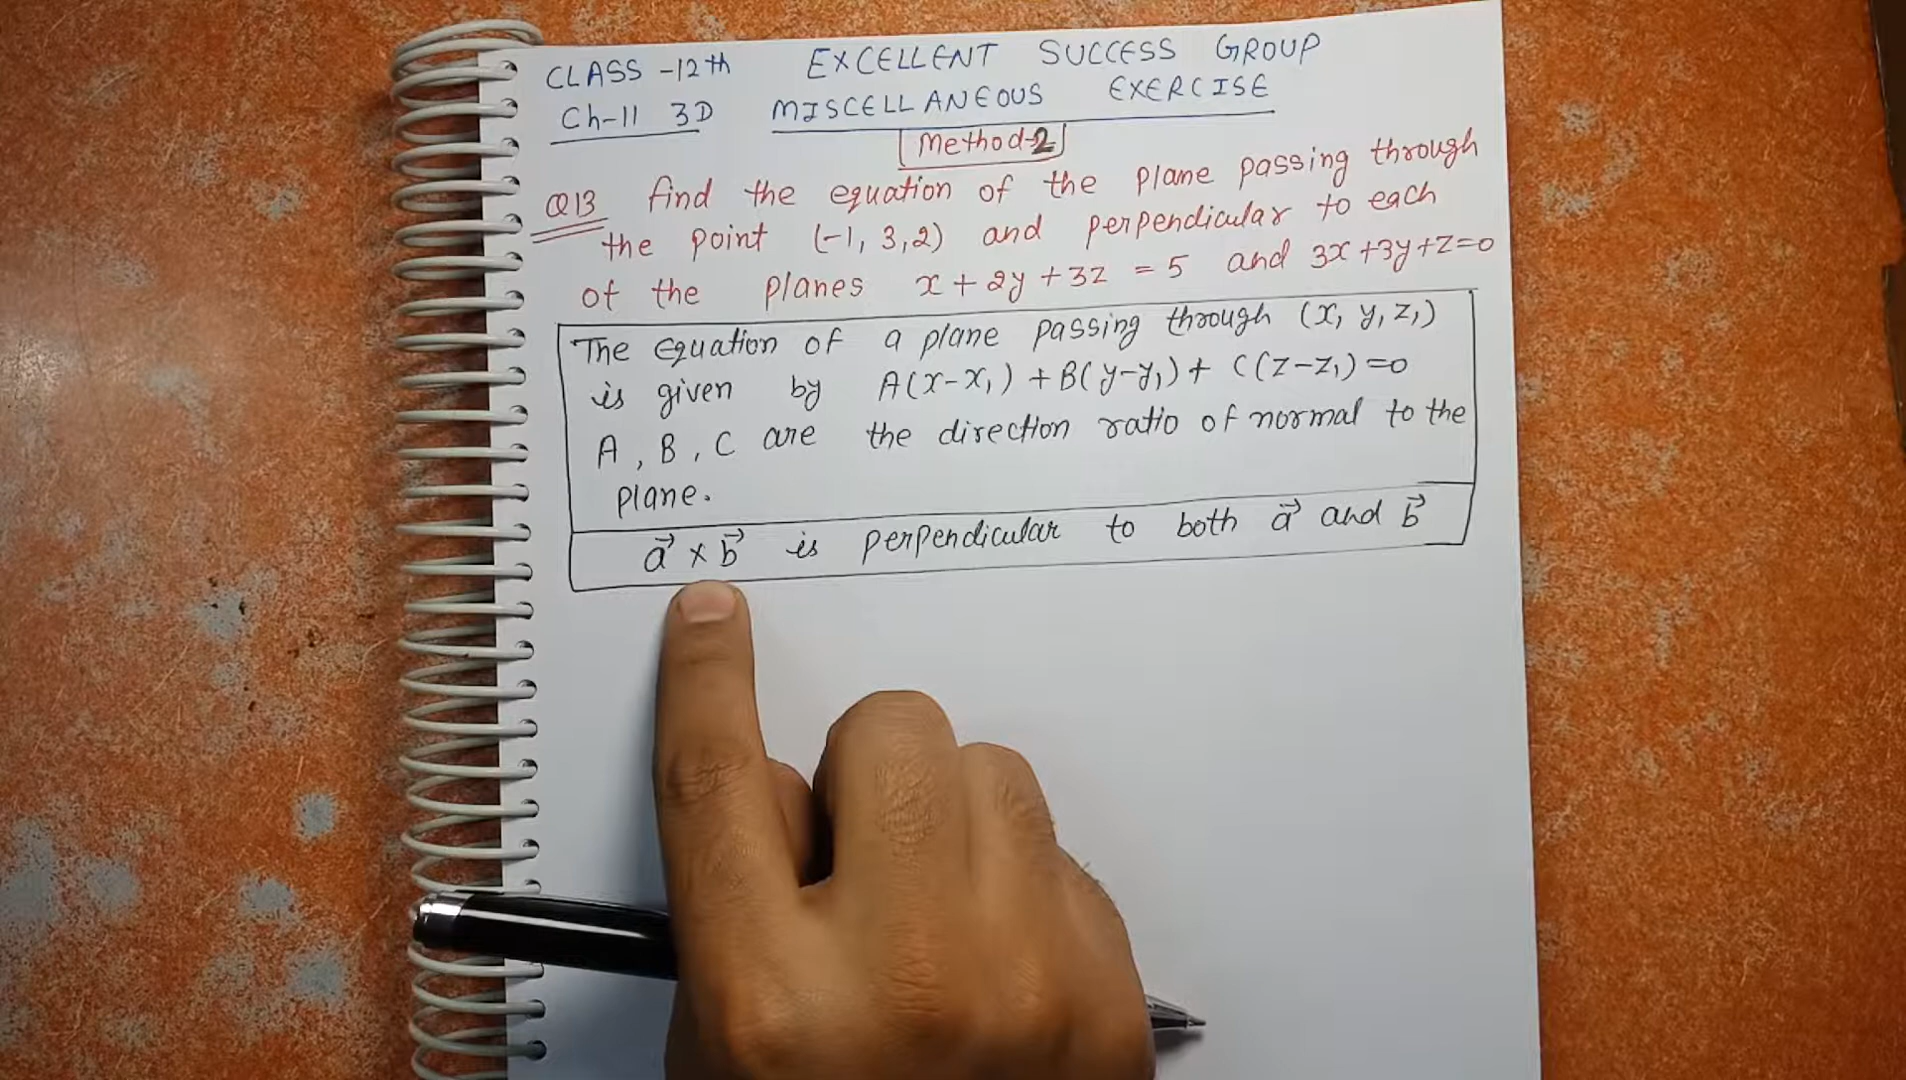 CLASS -12th EXCELLENT SUCCESS GROUP
Ch-11 3D MISCELLANEOUS EXERCISE
Method-2
Q13 find the equation of the plane passing through
the point (-1, 3, 2) and perpendicular to each
of the planes x + 2y + 3z = 5 and 3x + 3y + z = 0
The equation of a plane passing through (x₁ y₁ z₁)
is given by A(x-x₁) + B(y-y₁) + C(z-z₁) = 0
A, B, C are the direction ratio of normal to the
plane.
a⃗ × b⃗ is perpendicular to both a⃗ and b⃗